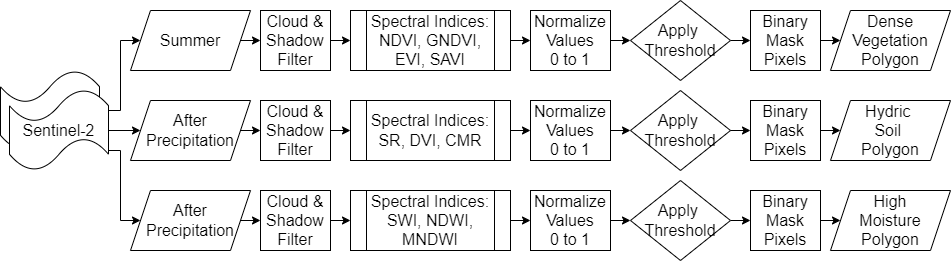 Sentinel-2
Summer
Cloud &
Shadow
Filter
Spectral Indices:
NDVI, GNDVI,
EVI, SAVI
Normalize
Values
0 to 1
Apply
Threshold
Binary
Mask
Pixels
Dense
Vegetation
Polygon
After
Precipitation
Cloud &
Shadow
Filter
Spectral Indices:
SR, DVI, CMR
Normalize
Values
0 to 1
Apply
Threshold
Binary
Mask
Pixels
Hydric
Soil
Polygon
After
Precipitation
Cloud &
Shadow
Filter
Spectral Indices:
SWI, NDWI,
MNDWI
Normalize
Values
0 to 1
Apply
Threshold
Binary
Mask
Pixels
High
Moisture
Polygon